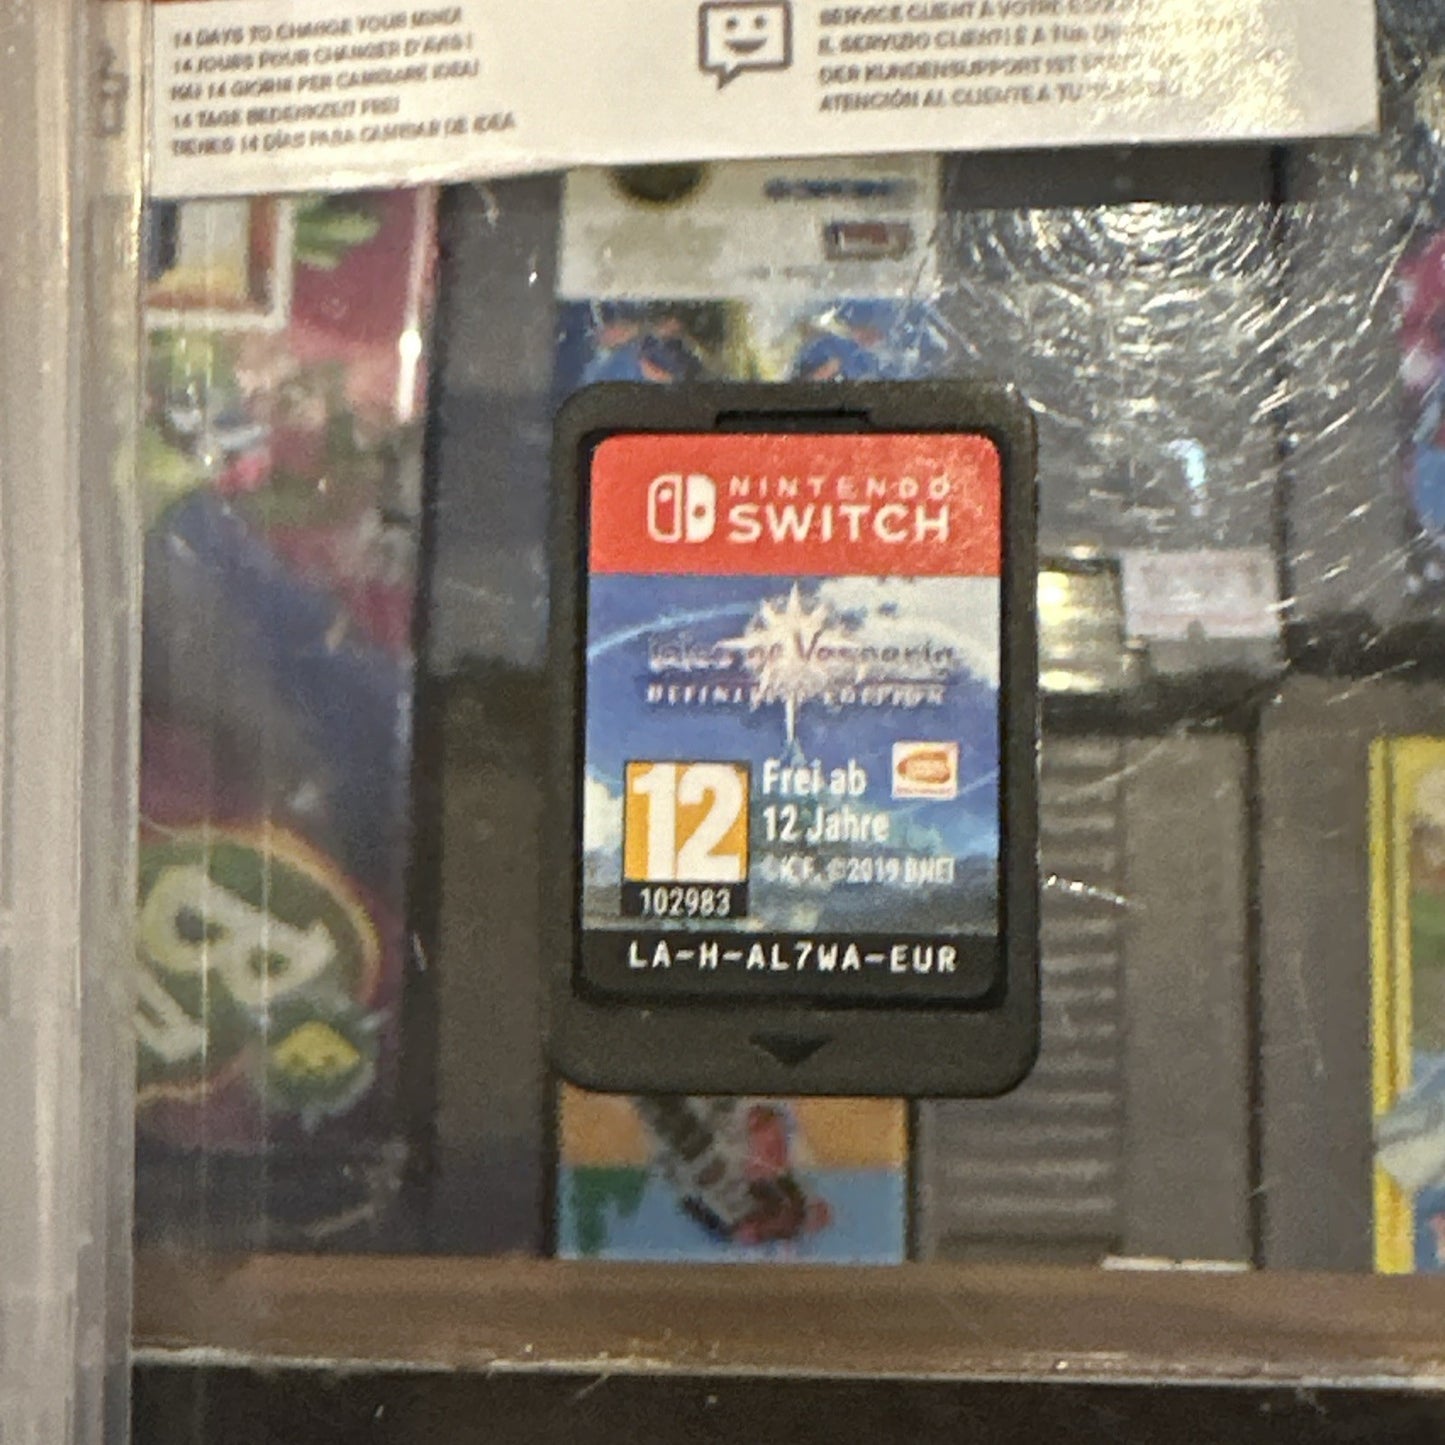 14 DAYS TO CHANGE YOUR MIND!
14 JOURS POUR CHANGER D'AVIS !
HAI 14 GIORNI PER CAMBIARE IDEA!
14 TAGE BEDENKZEIT FREI
TIENES 14 DÍAS PARA CAMBIAR DE IDEA
SERVICE CLIENT À VOTRE
IL SERVIZIO CLIENTI È A TUA
DER KUNDENSUPPORT IST
ATENCIÓN AL CLIENTE A TU
NINTENDO
SWITCH
Tales of Vesperia
DEFINITIVE EDITION
12
Frei ab
12 Jahre
©2019 BNEI
102983
LA-H-AL7WA-EUR